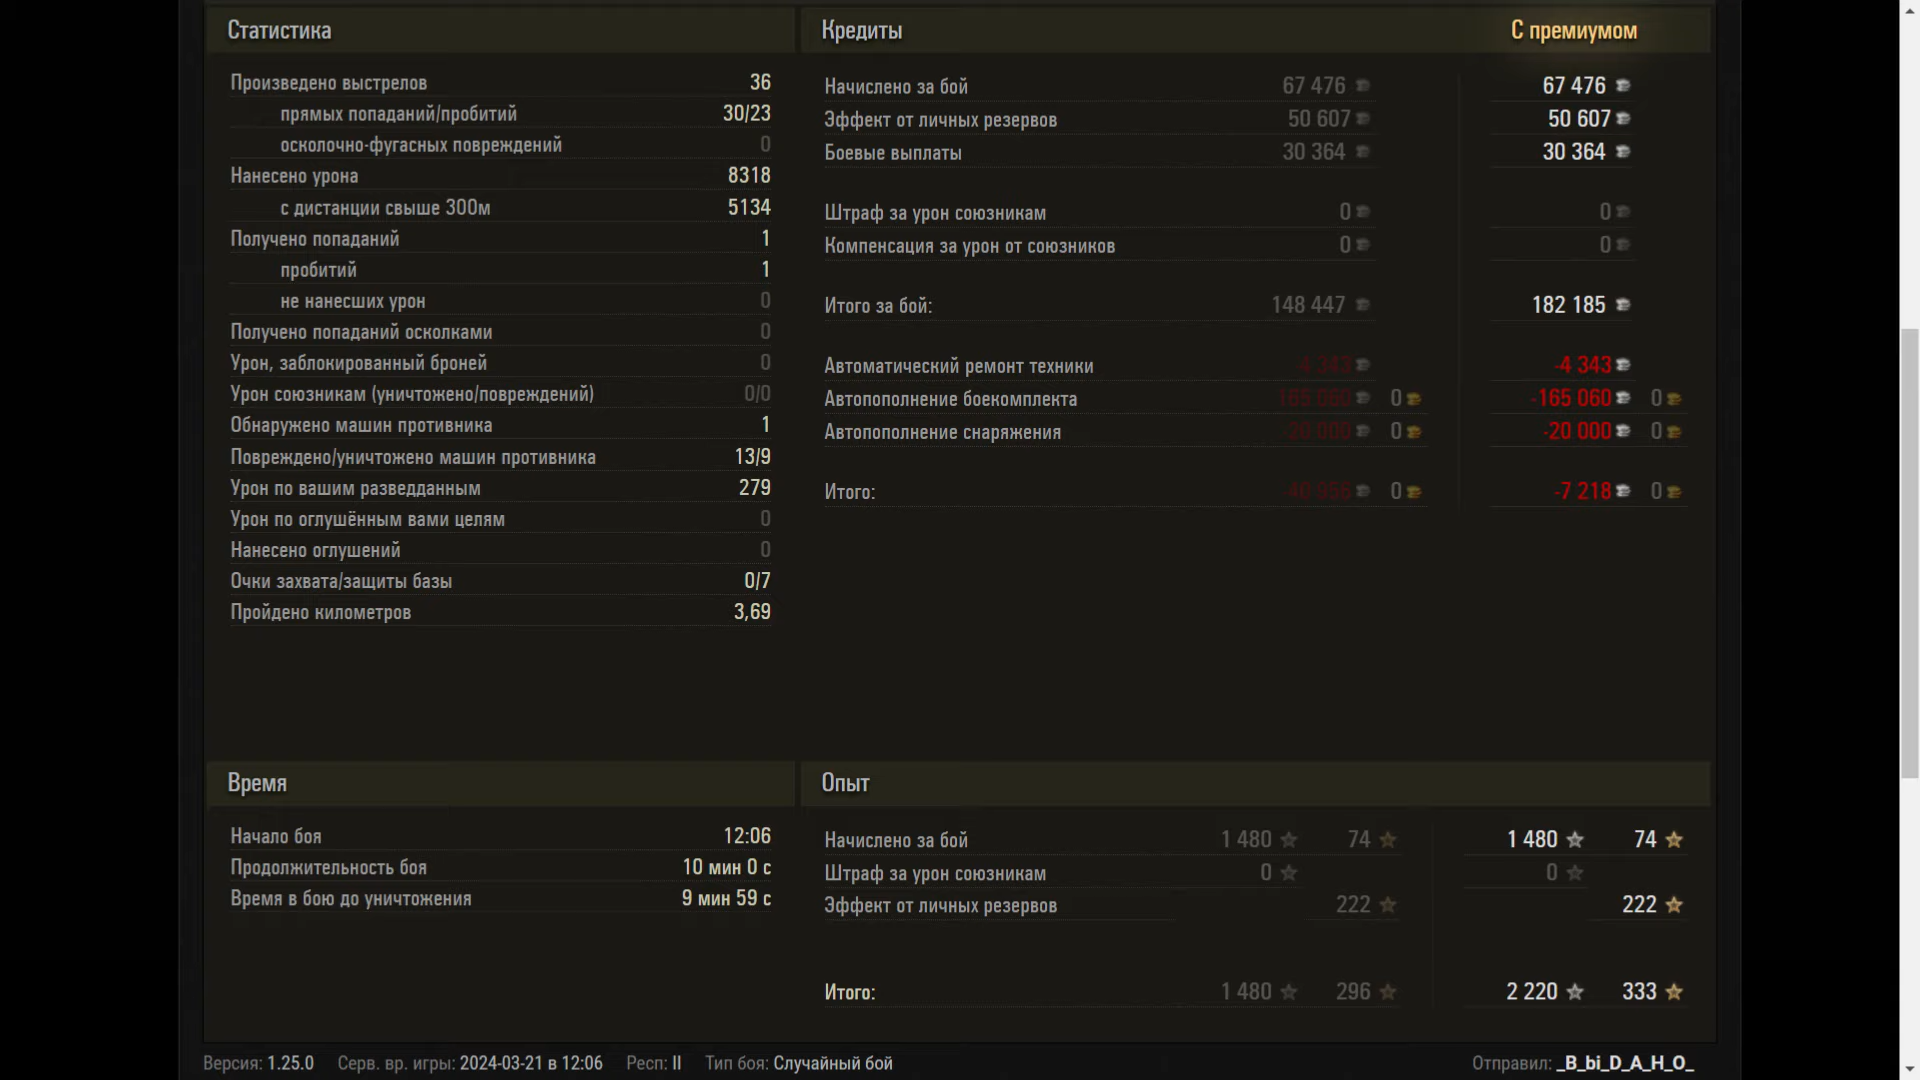 Статистика
Произведено выстрелов 36
прямых попаданий/пробитий 30/23
осколочно-фугасных повреждений 0
Нанесено урона 8318
с дистанции свыше 300м 5134
Получено попаданий 1
пробитий 1
не нанесших урон 0
Получено попаданий осколками 0
Урон, заблокированный броней 0
Урон союзникам (уничтожено/повреждений) 0/0
Обнаружено машин противника 1
Повреждено/уничтожено машин противника 13/9
Урон по вашим разведданным 279
Урон по оглушённым вами целям 0
Нанесено оглушений 0
Очки захвата/защиты базы 0/7
Пройдено километров 3,69
Кредиты С премиумом
Начислено за бой 67 476 67 476
Эффект от личных резервов 50 607 50 607
Боевые выплаты 30 364 30 364
Штраф за урон союзникам 0 0
Компенсация за урон от союзников 0 0
Итого за бой: 148 447 182 185
Автоматический ремонт техники -4 343 -4 343
Автопополнение боекомплекта -165 060 0 -165 060 0
Автопополнение снаряжения -20 000 0 -20 000 0
Итого: -40 956 0 -7 218 0
Время
Начало боя 12:06
Продолжительность боя 10 мин 0 с
Время в бою до уничтожения 9 мин 59 с
Опыт
Начислено за бой 1 480 74 1 480 74
Штраф за урон союзникам 0 0
Эффект от личных резервов 222 222
Итого: 1 480 296 2 220 333
Версия: 1.25.0 Серв. вр. игры: 2024-03-21 в 12:06 Респ: II Тип боя: Случайный бой Отправил: _B_bi_D_A_H_O_